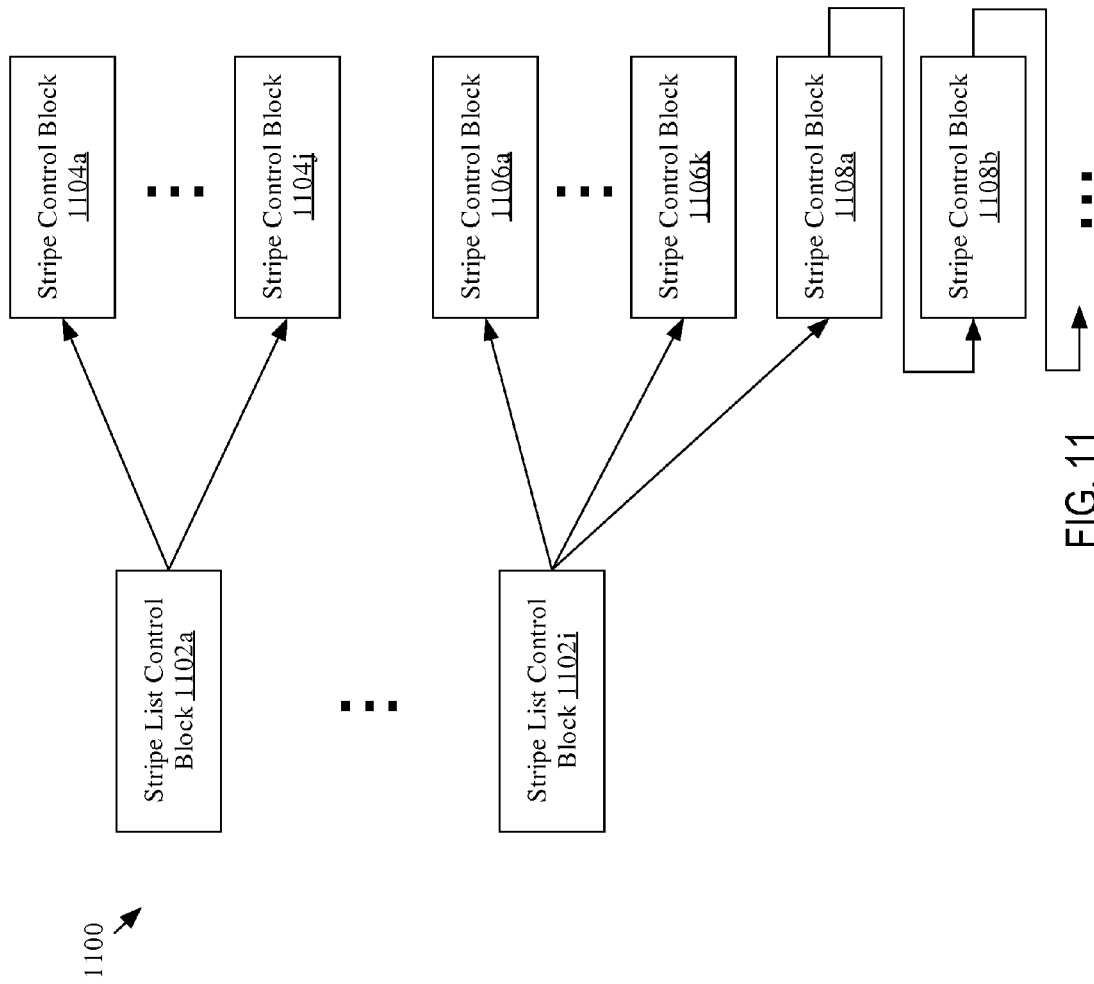 1100
Stripe List Control
Block 1102a
Stripe List Control
Block 1102i
Stripe Control Block
1104a
Stripe Control Block
1104j
Stripe Control Block
1106a
Stripe Control Block
1106k
Stripe Control Block
1108a
Stripe Control Block
1108b
FIG. 11